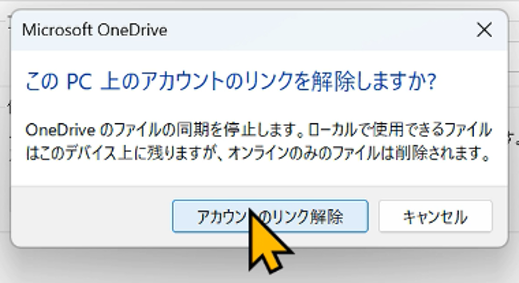 Microsoft OneDrive
この PC 上のアカウントのリンクを解除しますか?
OneDrive のファイルの同期を停止します。ローカルで使用できるファイル
はこのデバイス上に残りますが、オンラインのみのファイルは削除されます。
アカウントのリンク解除
キャンセル